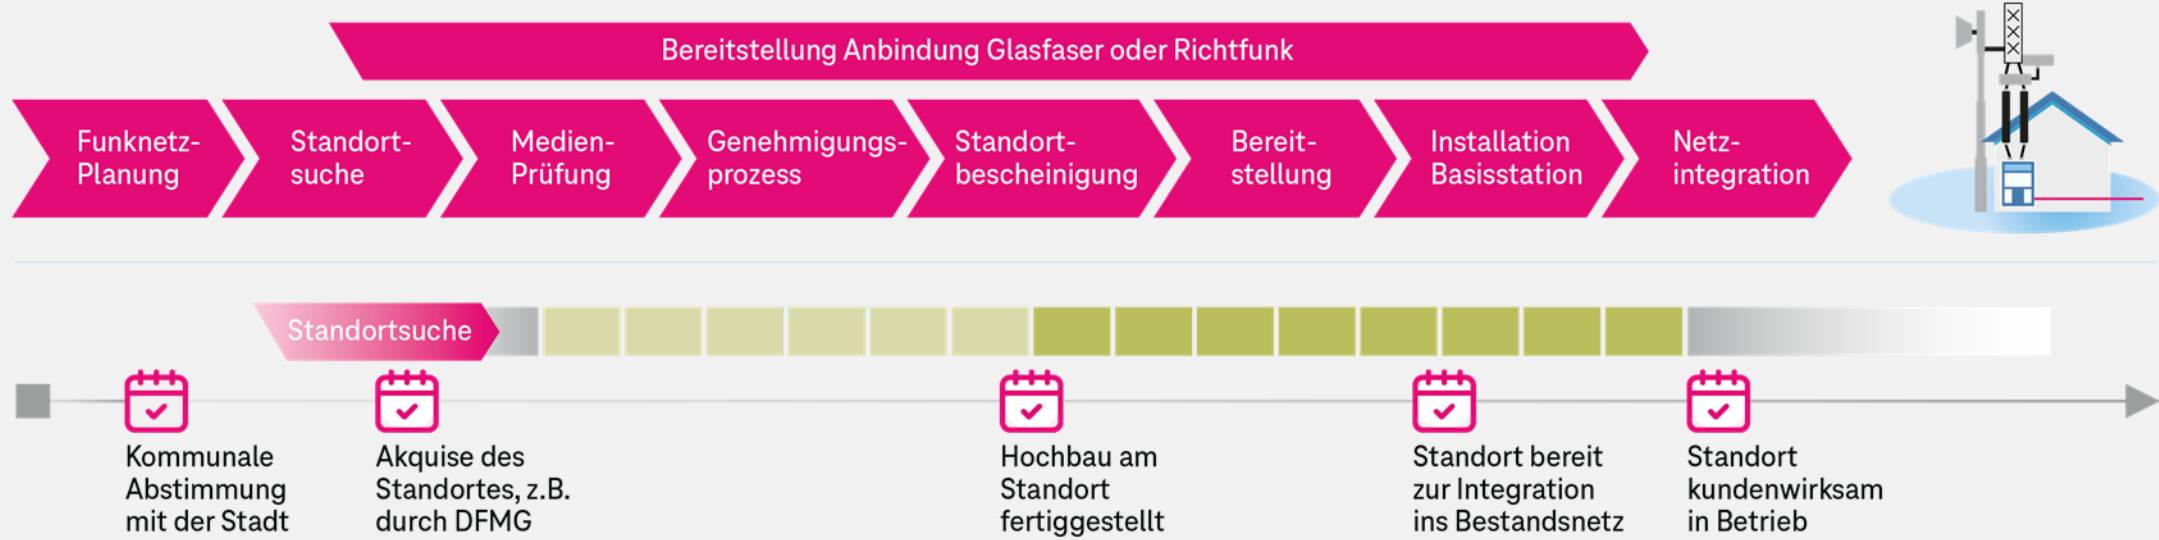 Bereitstellung Anbindung Glasfaser oder Richtfunk
Funknetz-
Planung
Standort-
suche
Medien-
Prüfung
Genehmigungs-
prozess
Standort-
bescheinigung
Bereit-
stellung
Installation
Basisstation
Netz-
integration
Standortsuche
Kommunale
Abstimmung
mit der Stadt
Akquise des
Standortes, z.B.
durch DFMG
Hochbau am
Standort
fertiggestellt
Standort bereit
zur Integration
ins Bestandsnetz
Standort
kundenwirksam
in Betrieb